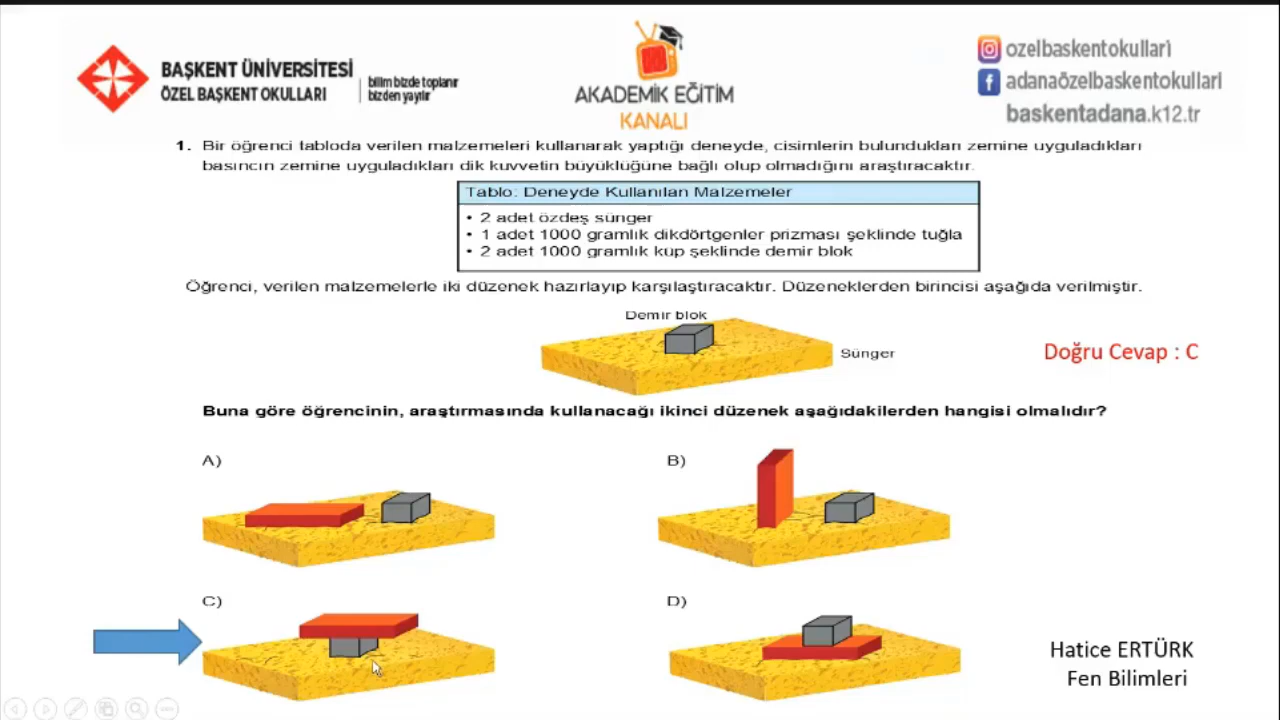 BAŞKENT ÜNİVERSİTESİ
ÖZEL BAŞKENT OKULLARI
bilim bizde toplanır
bizden yayılır
AKADEMİK EĞİTİM
KANALI
ozelbaskentokullari
adanaözelbaskentokullari
baskentadana.k12.tr
1. Bir öğrenci tabloda verilen malzemeleri kullanarak yaptığı deneyde, cisimlerin bulundukları zemine uyguladıkları
basıncın zemine uyguladıkları dik kuvvetin büyüklüğüne bağlı olup olmadığını araştıracaktır.
Tablo: Deneyde Kullanılan Malzemeler
• 2 adet özdeş sünger
• 1 adet 1000 gramlık dikdörtgenler prizması şeklinde tuğla
• 2 adet 1000 gramlık küp şeklinde demir blok
Öğrenci, verilen malzemelerle iki düzenek hazırlayıp karşılaştıracaktır. Düzeneklerden birincisi aşağıda verilmiştir.
Demir blok
Sünger
Doğru Cevap : C
Buna göre öğrencinin, araştırmasında kullanacağı ikinci düzenek aşağıdakilerden hangisi olmalıdır?
A)
B)
C)
D)
Hatice ERTÜRK
Fen Bilimleri